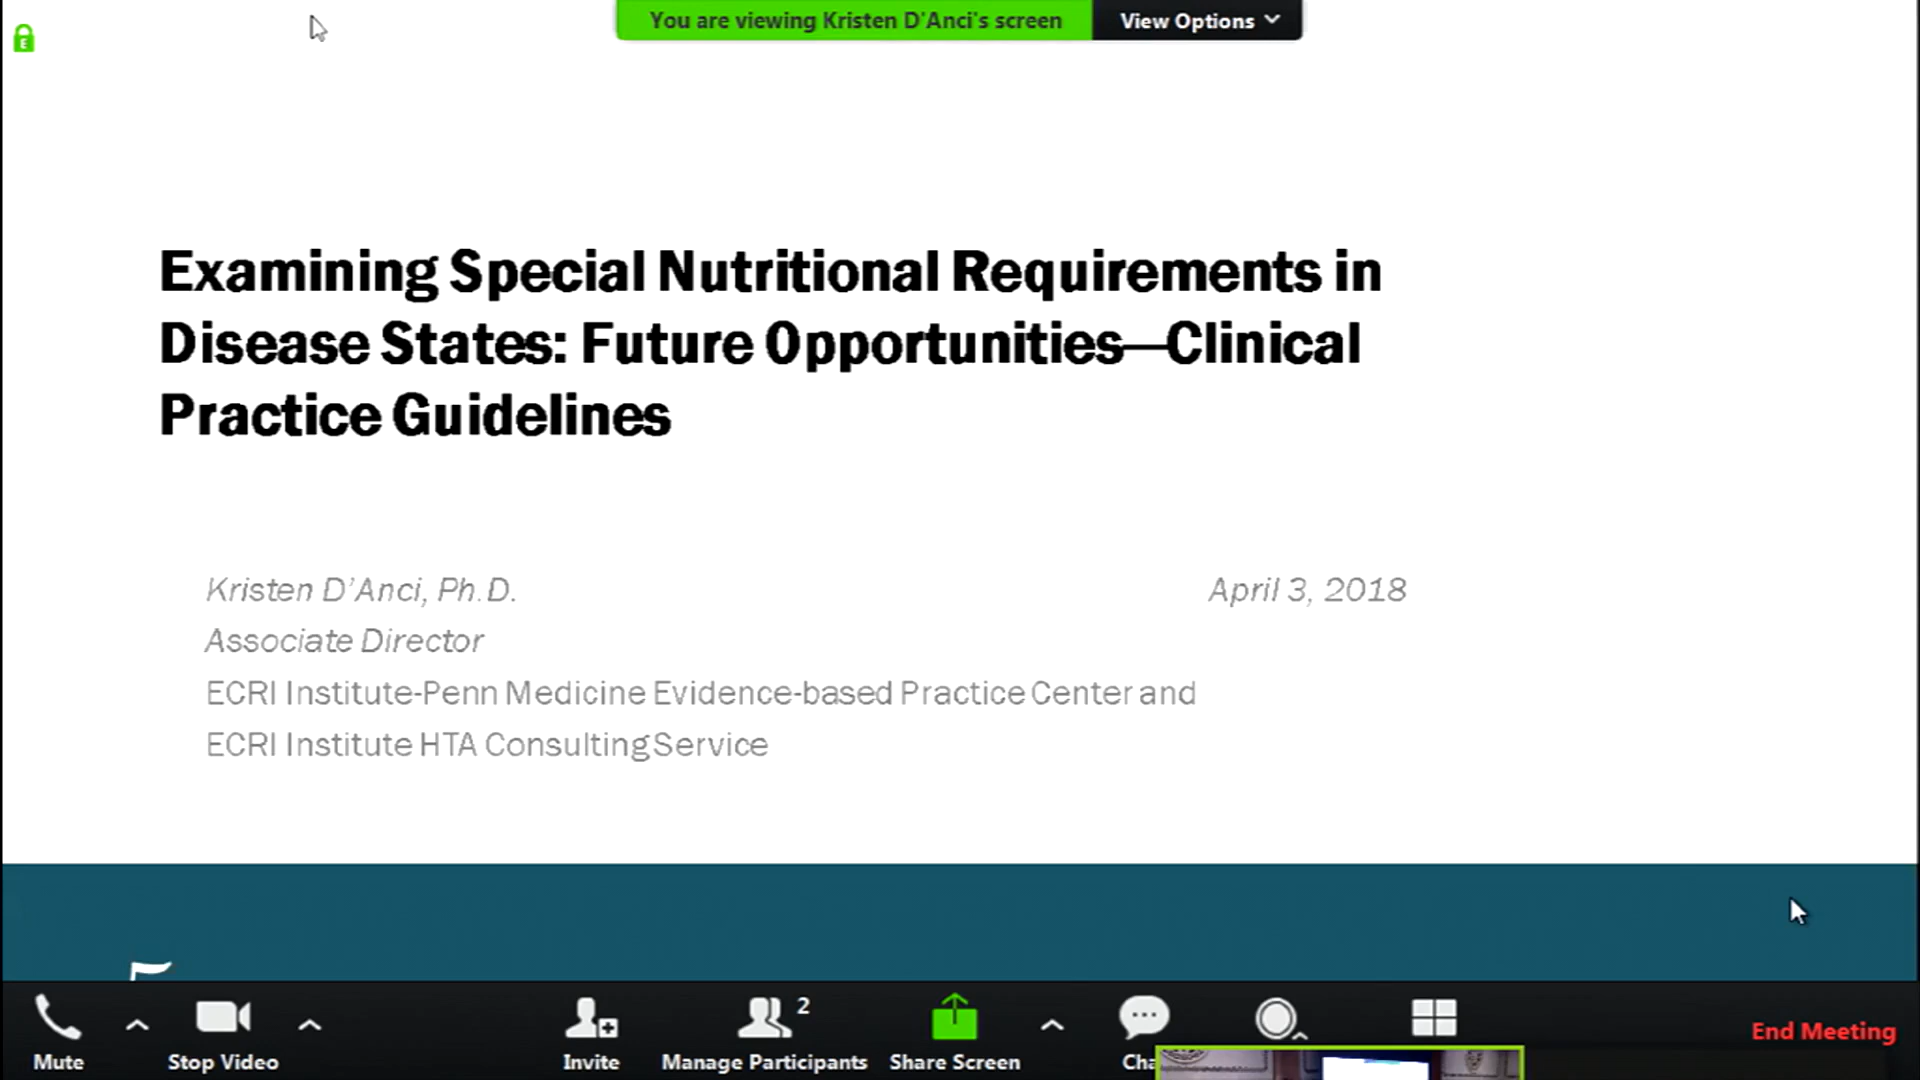 You are viewing Kristen D'Anci's screen
View Options
Examining Special Nutritional Requirements in
Disease States: Future Opportunities—Clinical
Practice Guidelines
Kristen D'Anci, Ph.D.
April 3, 2018
Associate Director
ECRI Institute-Penn Medicine Evidence-based Practice Center and
ECRI Institute HTA Consulting Service
2
Mute
Stop Video
Invite
Manage Participants
Share Screen
End Meeting